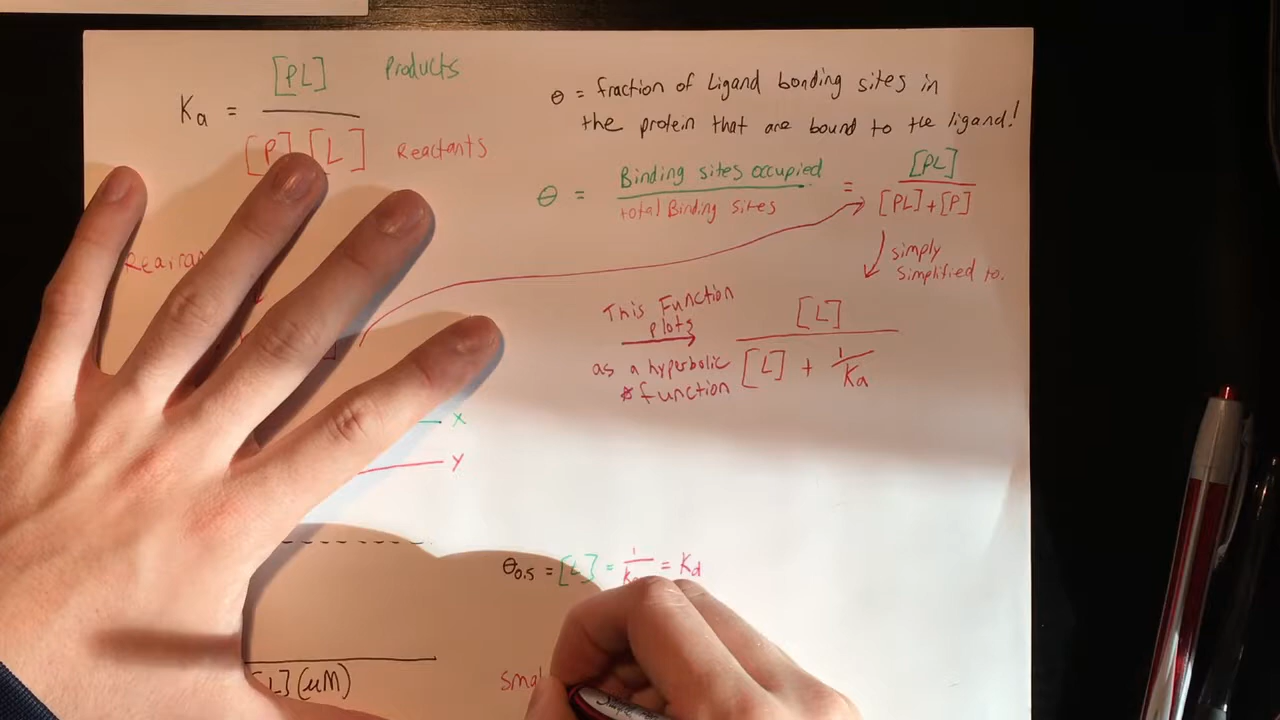 [PL] Products
Ka =
[P] [L] Reactants
θ = fraction of Ligand bonding sites in
the protein that are bound to the ligand!
θ = Binding sites occupied / total Binding sites = [PL] / [PL]+[P]
simply
simplified to.
This Function
plots
as a hyperbolic
function
[L]
[L] + 1/Ka
X
Y
θ0.5 = [L] = 1/Ka = Kd
[L] (uM)